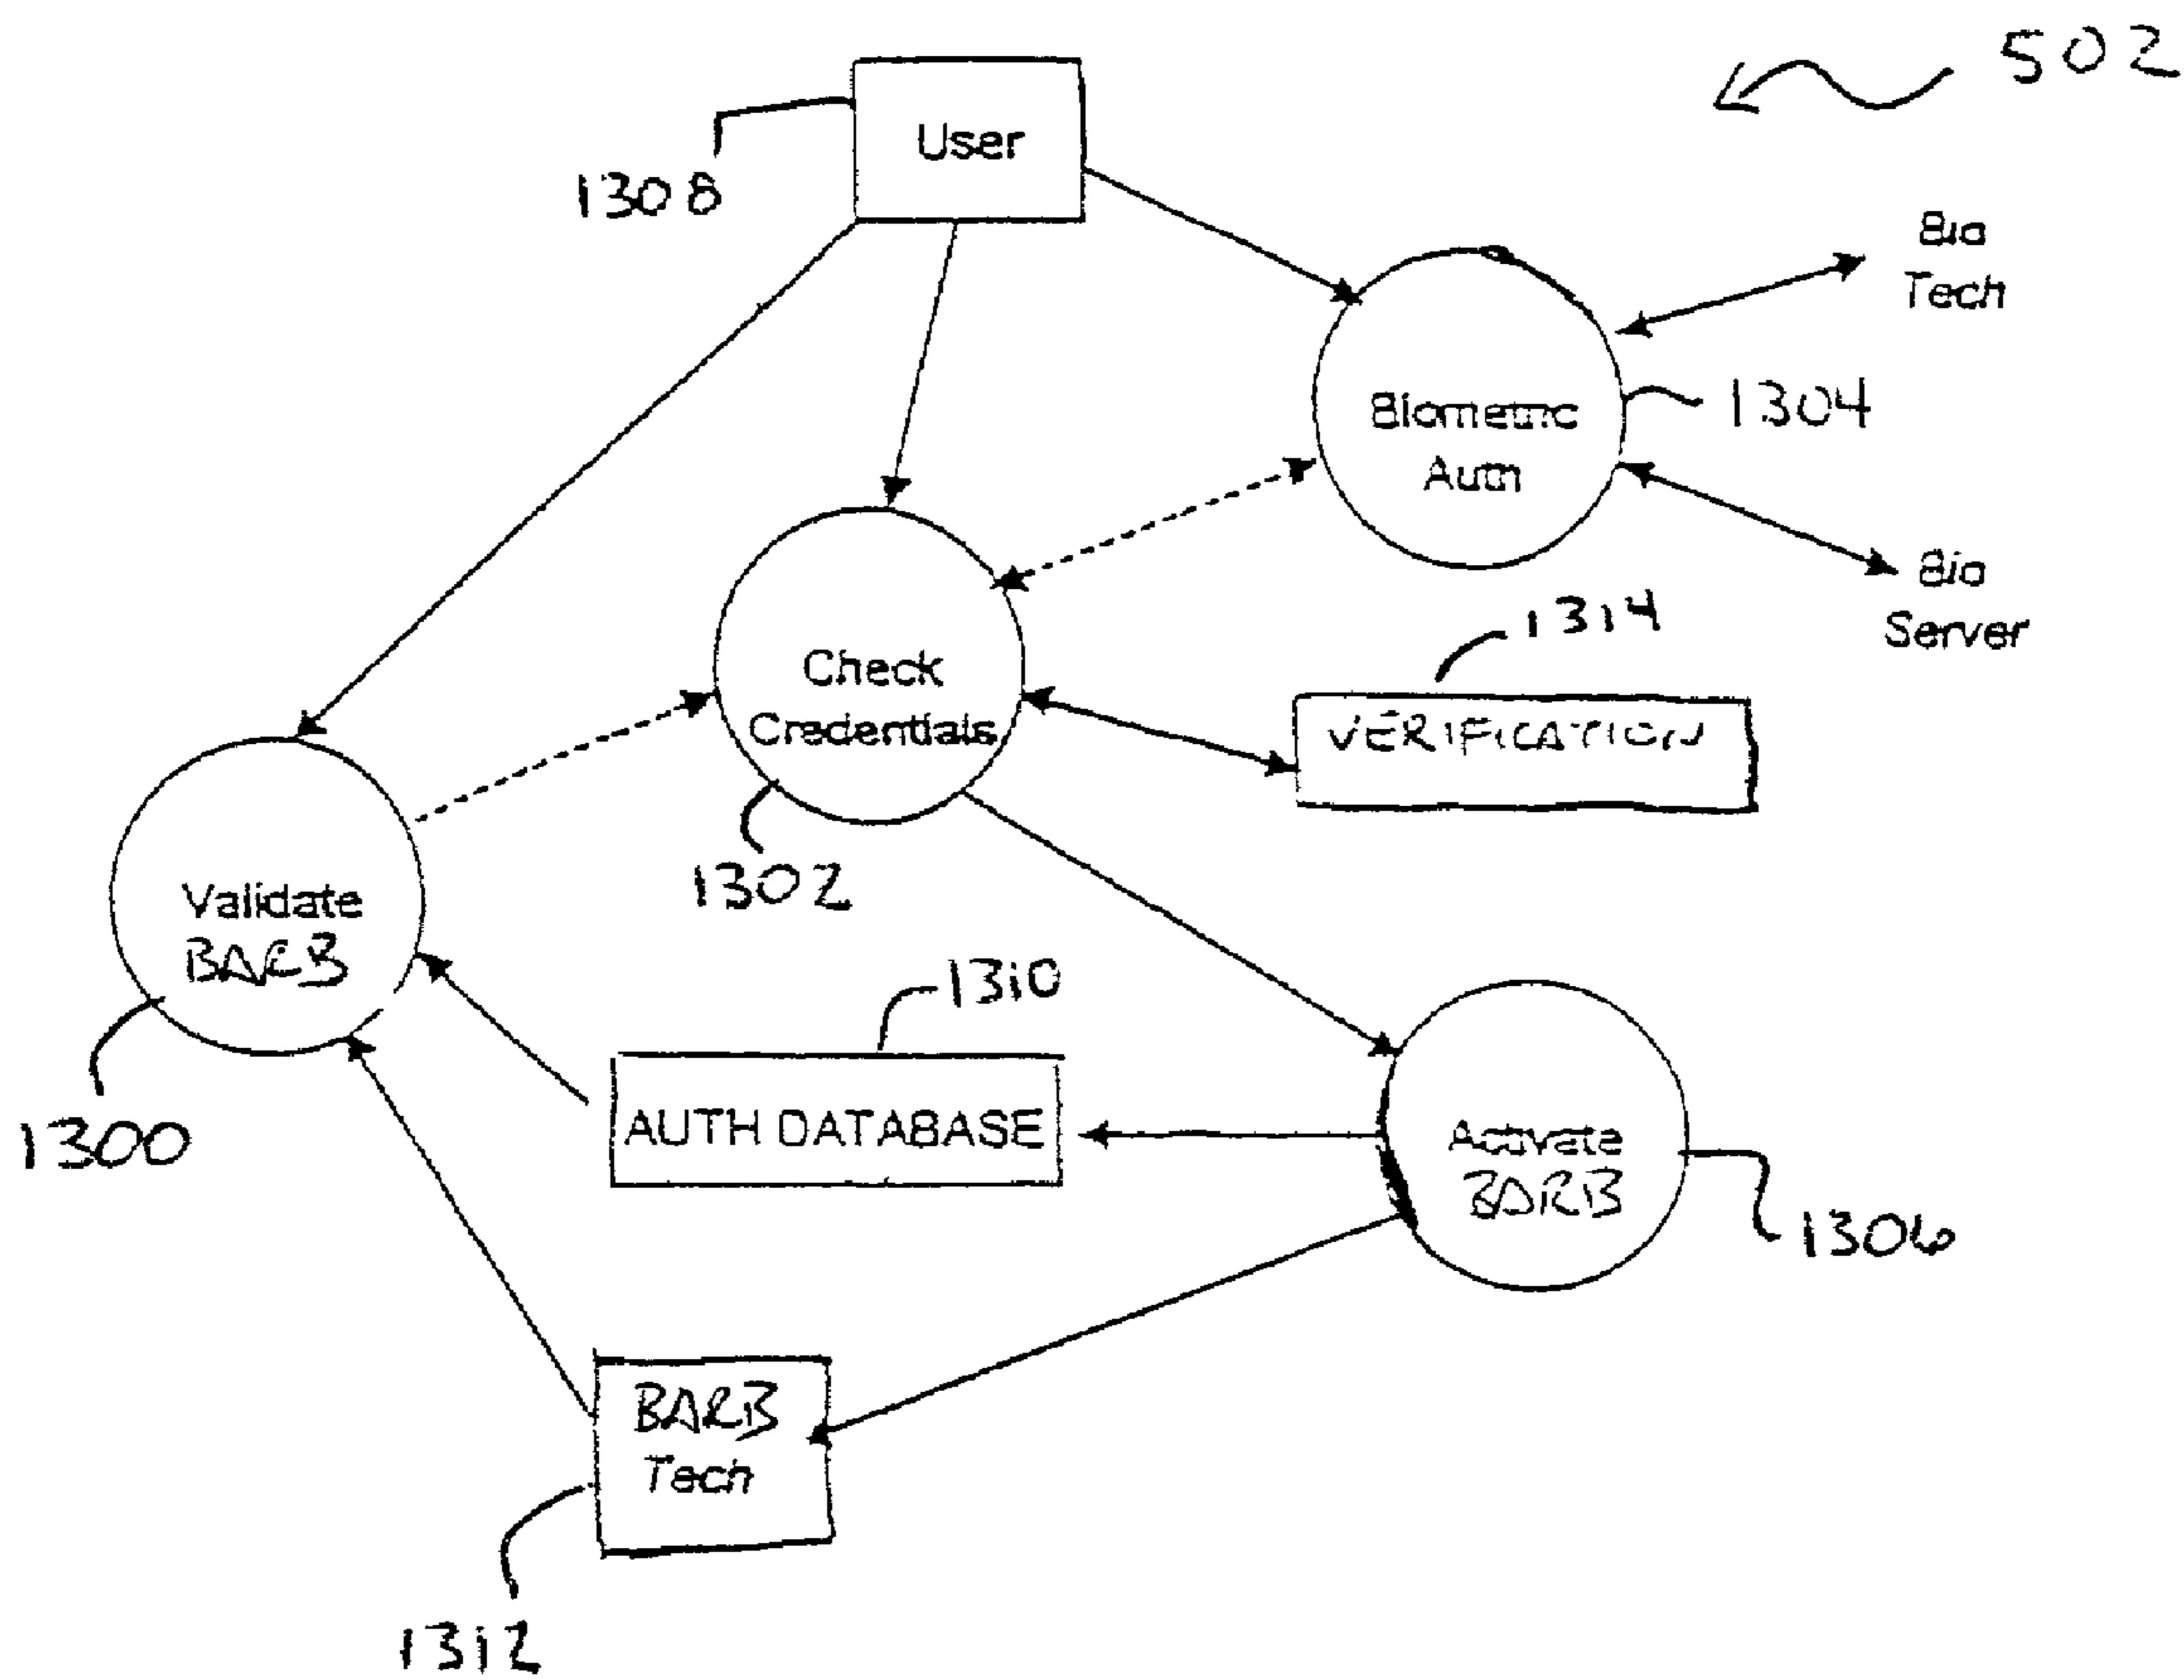 502
User
1308
Bio
Tech
Biometric
Auth
1304
Bio
Server
1314
Check
Credentials
VERIFICATION
1302
Validate
BARB
1310
1300
AUTH DATABASE
Activate
BARB
1306
BARB
Tech
1312